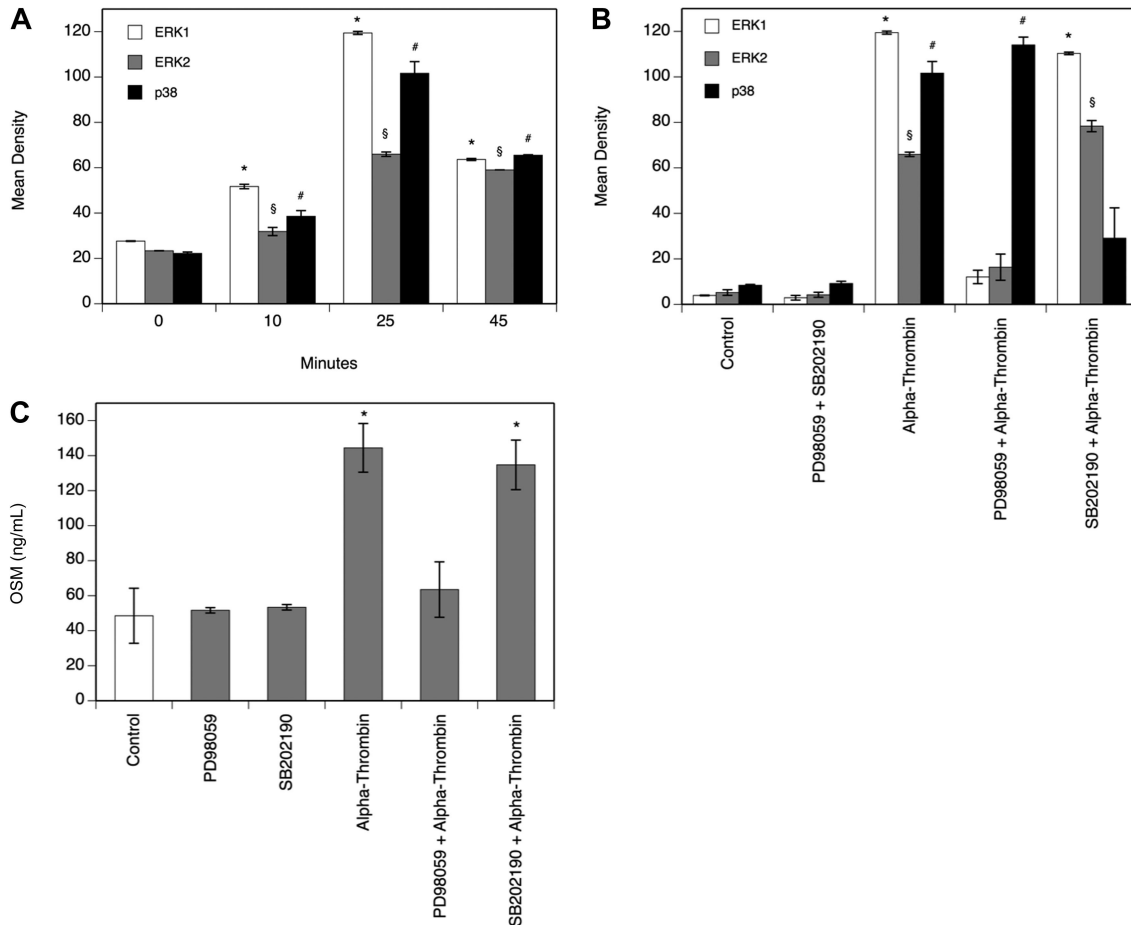 A
ERK1
ERK2
p38
Mean Density
120
100
80
60
40
20
0
*
§
#
*
§
#
*
§
#
0 10 25 45
Minutes
B
ERK1
ERK2
p38
Mean Density
120
100
80
60
40
20
0
*
§
#
#
*
§
Control
PD98059 + SB202190
Alpha-Thrombin
PD98059 + Alpha-Thrombin
SB202190 + Alpha-Thrombin
C
OSM (ng/mL)
160
140
120
100
80
60
40
20
0
*
*
Control
PD98059
SB202190
Alpha-Thrombin
PD98059 + Alpha-Thrombin
SB202190 + Alpha-Thrombin